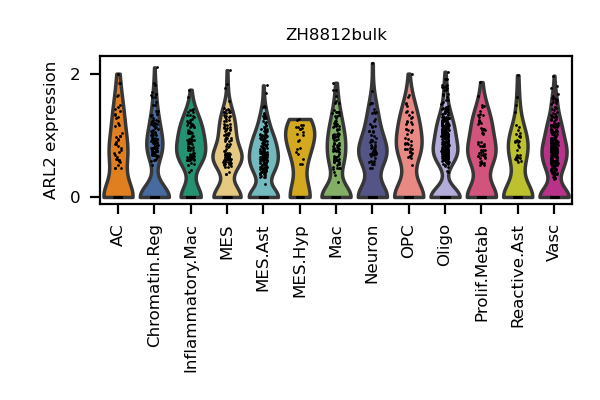 ZH8812bulk
ARL2 expression
2
0
AC
Chromatin.Reg
Inflammatory.Mac
MES
MES.Ast
MES.Hyp
Mac
Neuron
OPC
Oligo
Prolif.Metab
Reactive.Ast
Vasc